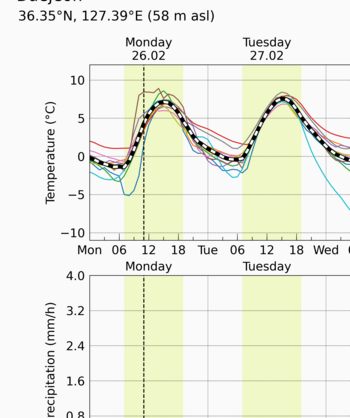 36.35°N, 127.39°E (58 m asl)
Monday Tuesday
26.02 27.02
Temperature (°C)
10
5
0
−5
−10
Mon 06 12 18 Tue 06 12 18 Wed
Monday Tuesday
4.0
3.2
2.4
1.6
0.8
recipitation (mm/h)